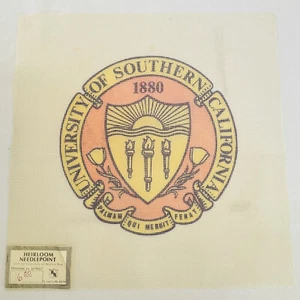 UNIVERSITY OF SOUTHERN CALIFORNIA
1880
PALMAM QUI MERUIT FERAT
HEIRLOOM
NEEDLEPOINT